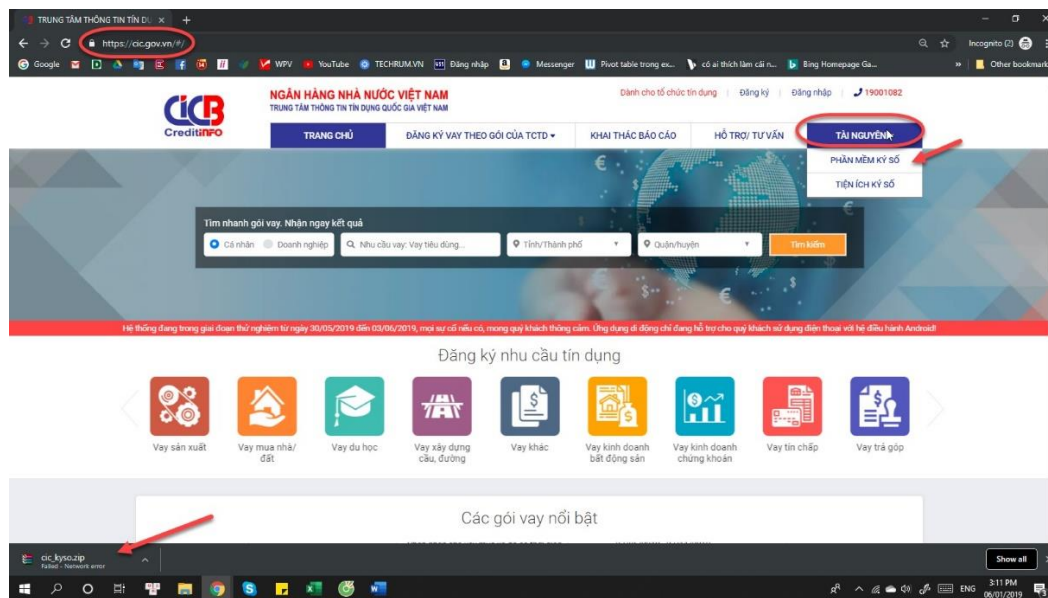 TRUNG TÂM THÔNG TIN TÍN DỤ
https://cic.gov.vn/#/
Incognito (2)
Google
WPV
YouTube
TECHRUM.VN
Đăng nhập
Messenger
Pivot table trong ex...
có ai thích làm cái n...
Bing Homepage Ga...
Other bookmark
CICB
CreditINFO
NGÂN HÀNG NHÀ NƯỚC VIỆT NAM
TRUNG TÂM THÔNG TIN TÍN DỤNG QUỐC GIA VIỆT NAM
Dành cho tổ chức tín dụng
Đăng ký
Đăng nhập
19001082
TRANG CHỦ
ĐĂNG KÝ VAY THEO GÓI CỦA TCTD
KHAI THÁC BÁO CÁO
HỖ TRỢ/ TƯ VẤN
TÀI NGUYÊN
PHẦN MỀM KÝ SỐ
TIỆN ÍCH KÝ SỐ
Tìm nhanh gói vay. Nhận ngay kết quả
Cá nhân
Doanh nghiệp
Nhu cầu vay: Vay tiêu dùng...
Tỉnh/Thành phố
Quận/huyện
Tìm kiếm
Hệ thống đang trong giai đoạn thử nghiệm từ ngày 30/05/2019 đến 03/06/2019, mọi sự cố nếu có, mong quý khách thông cảm. Ứng dụng di động chỉ đang hỗ trợ cho quý khách sử dụng điện thoại với hệ điều hành Android!
Đăng ký nhu cầu tín dụng
Vay sản xuất
Vay mua nhà/
đất
Vay du học
Vay xây dựng
cầu, đường
Vay khác
Vay kinh doanh
bất động sản
Vay kinh doanh
chứng khoán
Vay tín chấp
Vay trả góp
Các gói vay nổi bật
cic_kyso.zip
Failed - Network error
Show all
ENG
3:11 PM
06/01/2019